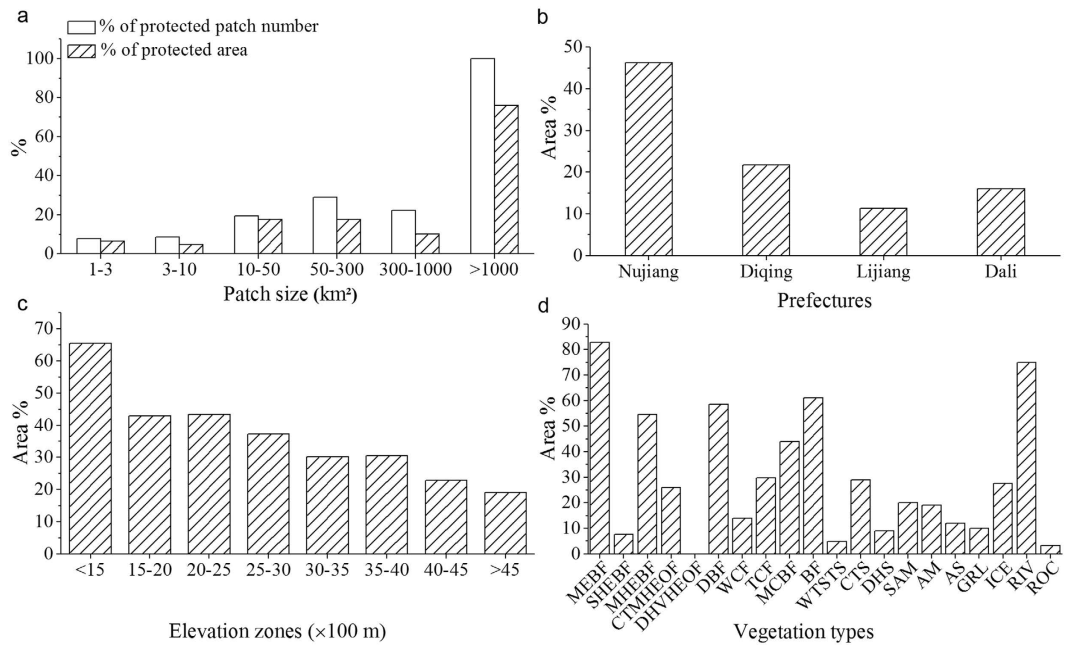 a
% of protected patch number
% of protected area
100
80
60
40
20
0
%
1-3 3-10 10-50 50-300 300-1000 >1000
Patch size (km²)
b
50
40
30
20
10
0
Area %
Nujiang Diqing Lijiang Dali
Prefectures
c
70
60
50
40
30
20
10
0
Area %
<15 15-20 20-25 25-30 30-35 35-40 40-45 >45
Elevation zones (×100 m)
d
90
80
70
60
50
40
30
20
10
0
Area %
MEBF SHEBF MHEBF CTMHEOF DHVHEOF DBF WCF TCF MCBF BF WTSTS CTS DHS SAM AM AS GRL ICE RIV ROC
Vegetation types